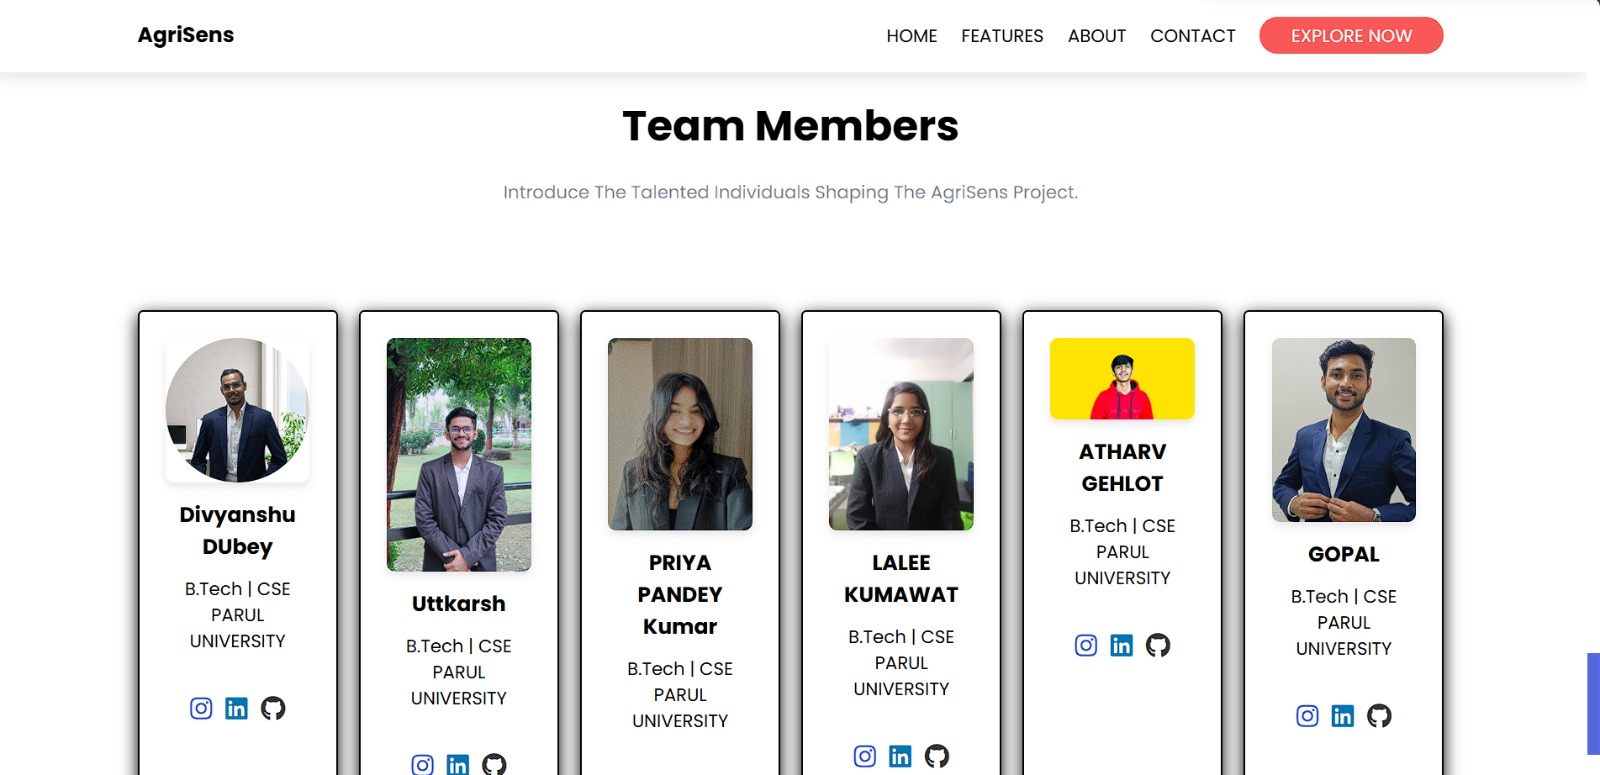 AgriSens
HOME FEATURES ABOUT CONTACT EXPLORE NOW
Team Members
Introduce The Talented Individuals Shaping The AgriSens Project.
Divyanshu
DUbey
B.Tech | CSE
PARUL
UNIVERSITY
Uttkarsh
B.Tech | CSE
PARUL
UNIVERSITY
PRIYA
PANDEY
Kumar
B.Tech | CSE
PARUL
UNIVERSITY
LALEE
KUMAWAT
B.Tech | CSE
PARUL
UNIVERSITY
ATHARV
GEHLOT
B.Tech | CSE
PARUL
UNIVERSITY
GOPAL
B.Tech | CSE
PARUL
UNIVERSITY